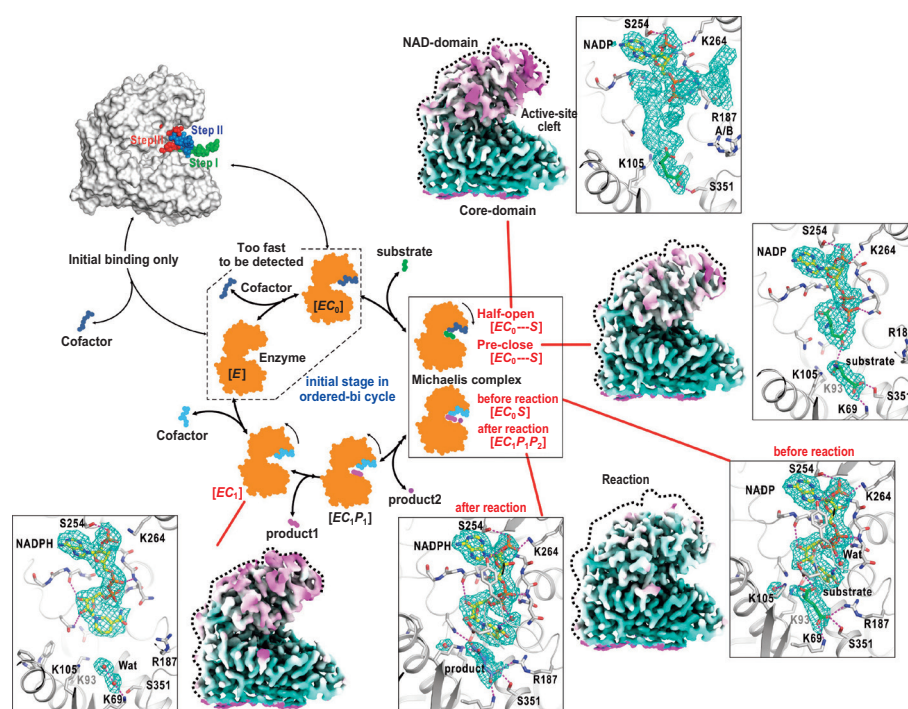 S254
NADP
K264
R187
A/B
K105
S351
NAD-domain
Active-site
cleft
Core-domain
Step II
Step III
Step I
Initial binding only
Cofactor
Too fast
to be detected
Cofactor
[EC0]
substrate
Enzyme
[E]
initial stage in
ordered-bi cycle
Half-open
[EC0---S]
Pre-close
[EC0---S]
Michaelis complex
before reaction
[EC0S]
after reaction
[EC1P1P2]
Cofactor
[EC1]
product1
[EC1P1]
product2
S254
NADP
K264
R18
substrate
K105
K93
S351
K69
before reaction
S254
NADP
K264
Wat
K105
substrate
K93
R187
K69
S351
Reaction
after reaction
S254
NADPH
K264
product
R187
S351
S254
K264
NADPH
K105
K93
Wat
R187
K69
S351